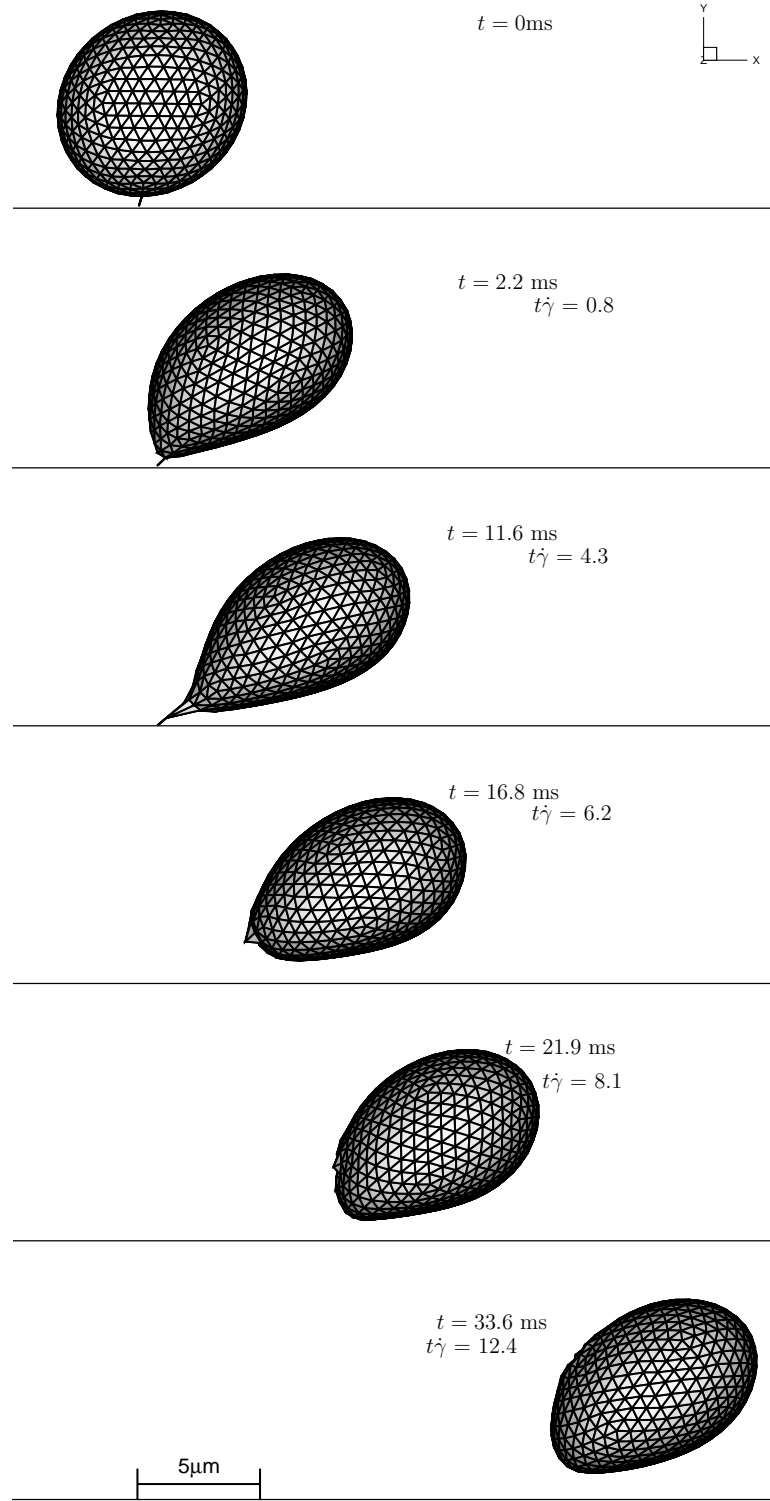 t = 0ms
Y
Z
X
t = 2.2 ms
tγ̇ = 0.8
t = 11.6 ms
tγ̇ = 4.3
t = 16.8 ms
tγ̇ = 6.2
t = 21.9 ms
tγ̇ = 8.1
t = 33.6 ms
tγ̇ = 12.4
5μm